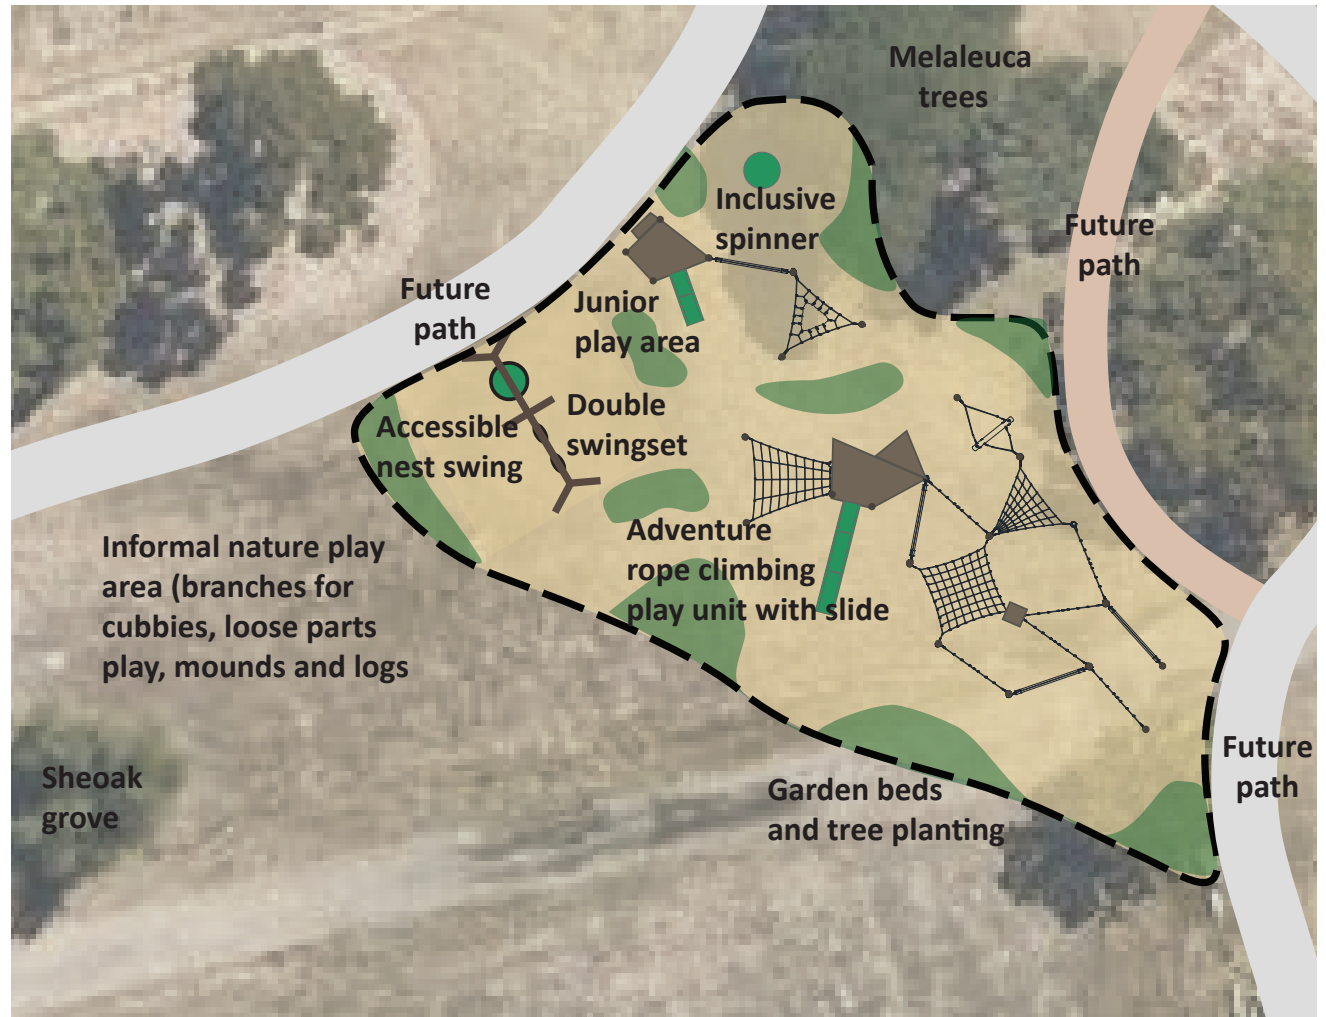 Melaleuca
trees
Inclusive
spinner
Future
path
Future
path
Junior
play area
Double
swingset
Accessible
nest swing
Adventure
rope climbing
play unit with slide
Informal nature play
area (branches for
cubbies, loose parts
play, mounds and logs
Future
path
Sheoak
grove
Garden beds
and tree planting